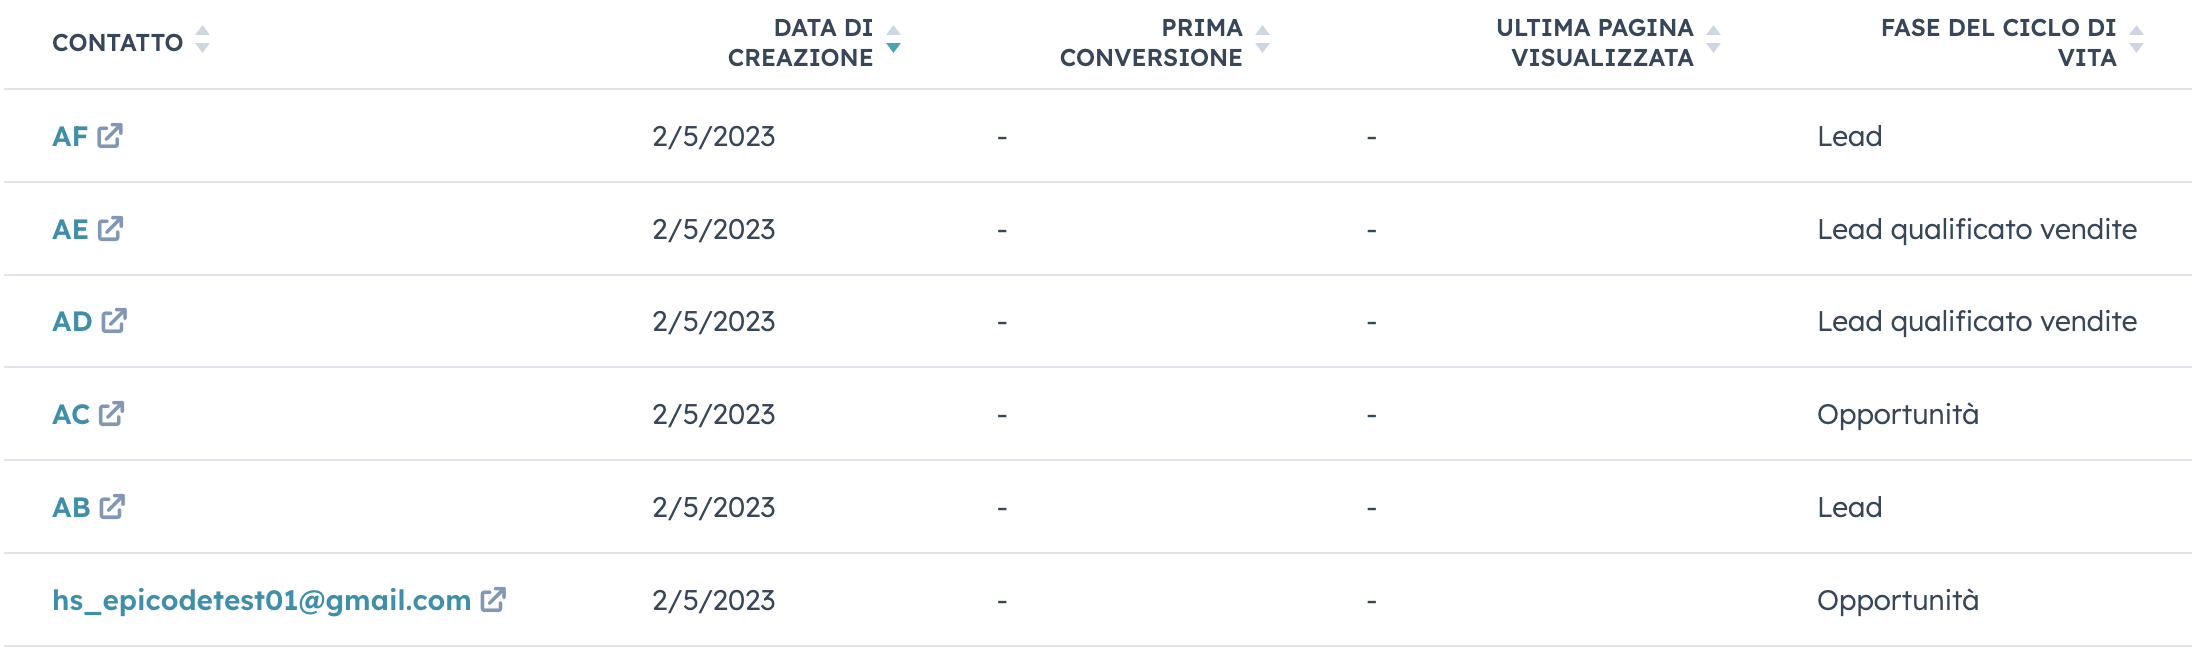 CONTATTO DATA DI CREAZIONE PRIMA CONVERSIONE ULTIMA PAGINA VISUALIZZATA FASE DEL CICLO DI VITA
AF 2/5/2023 - - Lead
AE 2/5/2023 - - Lead qualificato vendite
AD 2/5/2023 - - Lead qualificato vendite
AC 2/5/2023 - - Opportunità
AB 2/5/2023 - - Lead
hs_epicodetest01@gmail.com 2/5/2023 - - Opportunità